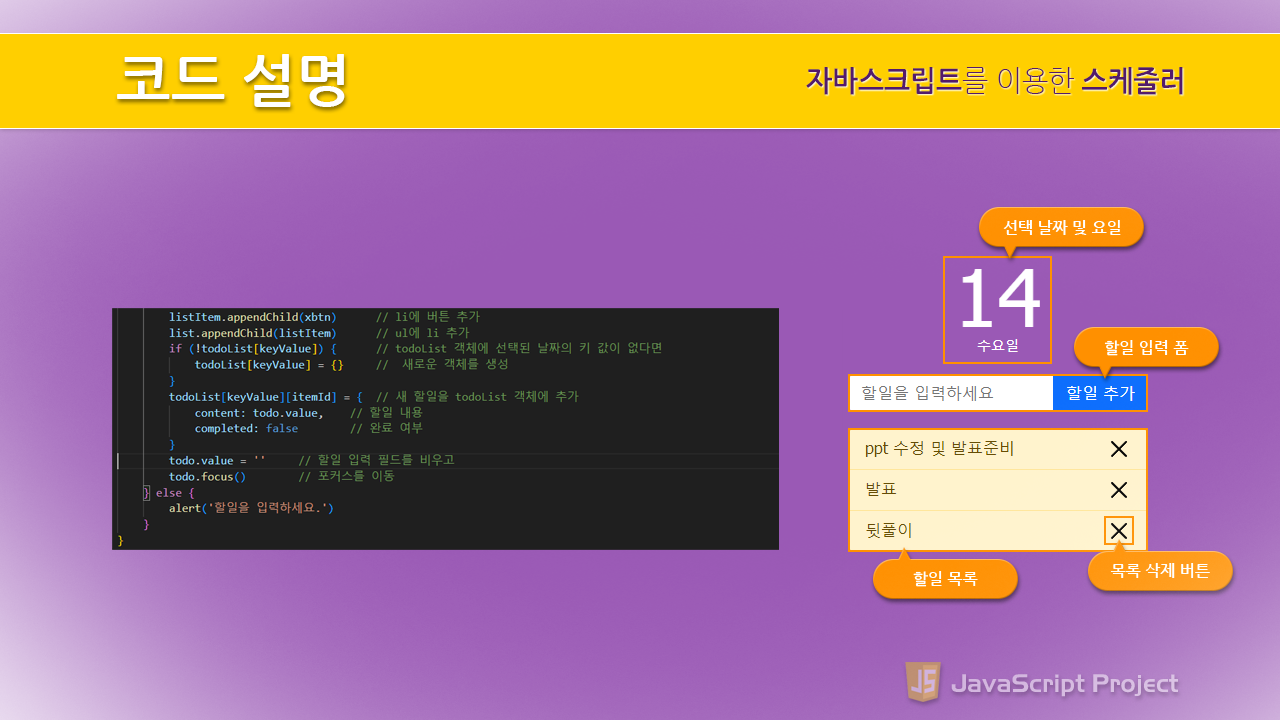 코드 설명
자바스크립트를 이용한 스케줄러
listItem.appendChild(xbtn) // li에 버튼 추가
list.appendChild(listItem) // ul에 li 추가
if (!todoList[keyValue]) { // todoList 객체에 선택된 날짜의 키 값이 없다면
todoList[keyValue] = {} // 새로운 객체를 생성
}
todoList[keyValue][itemId] = { // 새 할일을 todoList 객체에 추가
content: todo.value, // 할일 내용
completed: false // 완료 여부
}
todo.value = '' // 할일 입력 필드를 비우고
todo.focus() // 포커스를 이동
} else {
alert('할일을 입력하세요.')
}
}
선택 날짜 및 요일
14
수요일
할일 입력 폼
할일을 입력하세요 할일 추가
ppt 수정 및 발표준비
발표
뒷풀이
할일 목록
목록 삭제 버튼
JS JavaScript Project